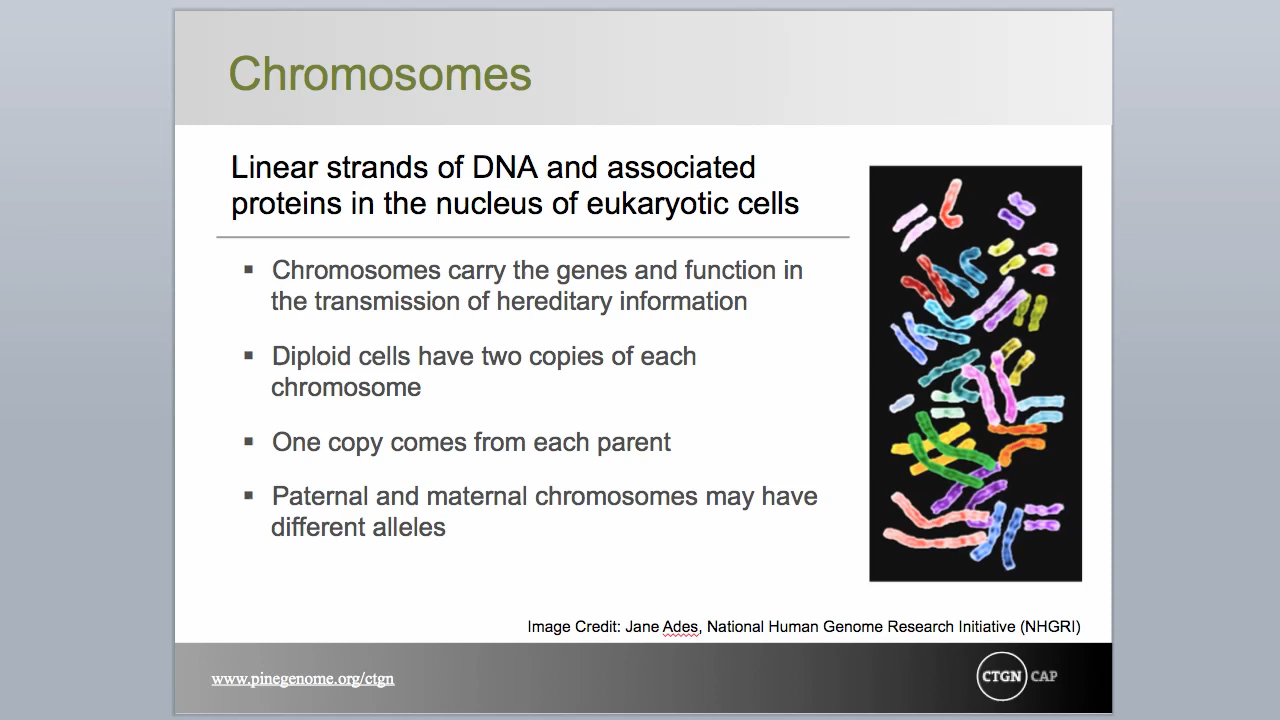 Chromosomes
Linear strands of DNA and associated
proteins in the nucleus of eukaryotic cells
▪ Chromosomes carry the genes and function in
the transmission of hereditary information
▪ Diploid cells have two copies of each
chromosome
▪ One copy comes from each parent
▪ Paternal and maternal chromosomes may have
different alleles
Image Credit: Jane Ades, National Human Genome Research Initiative (NHGRI)
www.pinegenome.org/ctgn
CTGN CAP